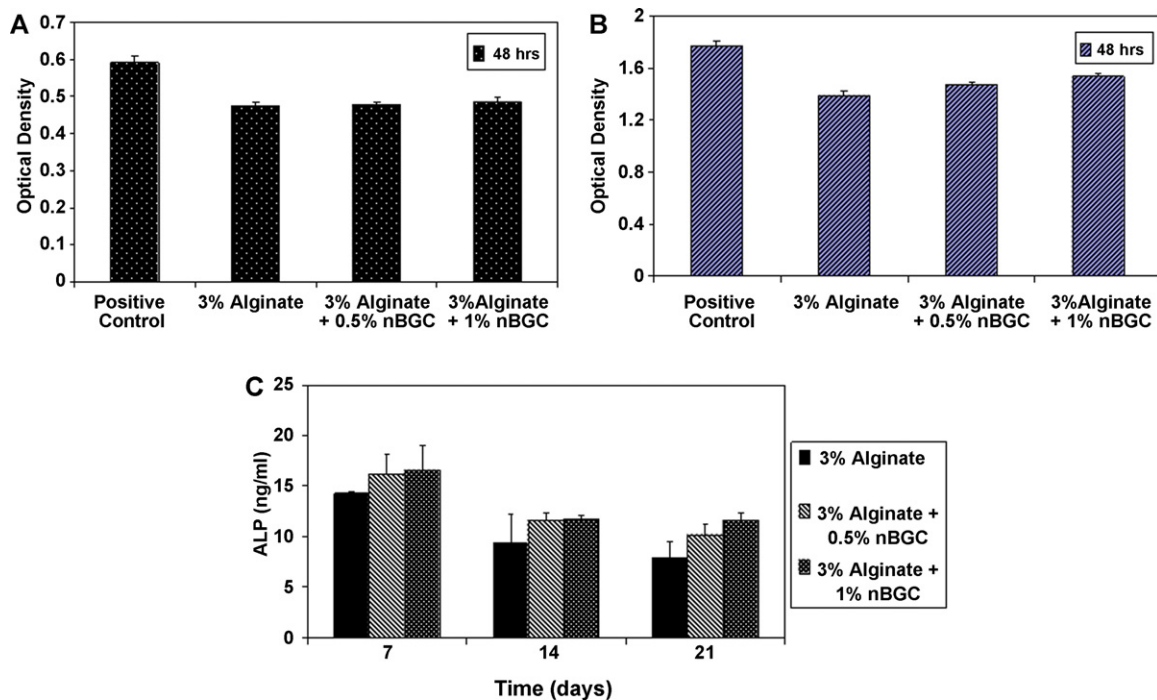 A
0.7
0.6
0.5
0.4
0.3
0.2
0.1
0
Optical Density
48 hrs
Positive
Control
3% Alginate
3% Alginate
+ 0.5% nBGC
3%Alginate
+ 1% nBGC
B
2
1.6
1.2
0.8
0.4
0
Optical Density
48 hrs
Positive
Control
3% Alginate
3% Alginate
+ 0.5% nBGC
3%Alginate
+ 1% nBGC
C
25
20
15
10
5
0
ALP (ng/ml)
7
14
21
Time (days)
3% Alginate
3% Alginate +
0.5% nBGC
3% Alginate +
1% nBGC